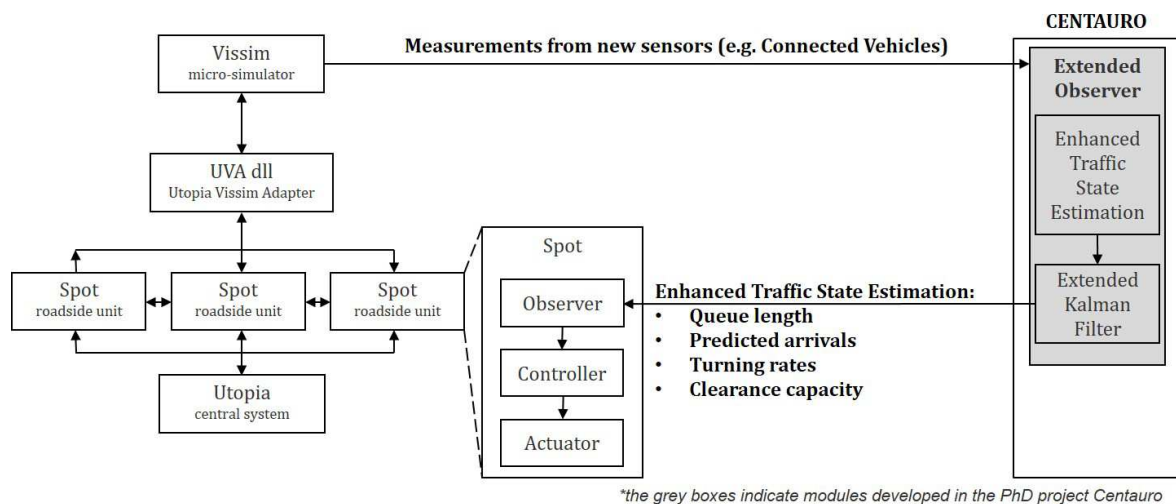 CENTAURO
Vissim
micro-simulator
Measurements from new sensors (e.g. Connected Vehicles)
Extended
Observer
Enhanced
Traffic
State
Estimation
UVA dll
Utopia Vissim Adapter
Spot
roadside unit
Spot
roadside unit
Spot
roadside unit
Utopia
central system
Spot
Observer
Controller
Actuator
Enhanced Traffic State Estimation:
• Queue length
• Predicted arrivals
• Turning rates
• Clearance capacity
Extended
Kalman
Filter
*the grey boxes indicate modules developed in the PhD project Centauro